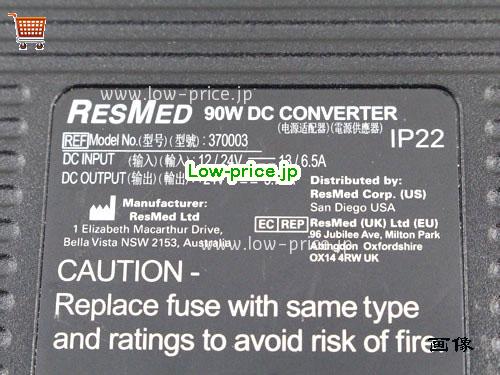 www.low-price.jp
RESMED 90W DC CONVERTER
(电源适配器) (電源供應器)
IP22
REF Model No.(型号) (型號): 370003
DC INPUT (输入) (輸入) 12 / 24V 13 / 6.5A
Low-price.jp
DC OUTPUT (输出) (輸出)
Manufacturer:
ResMed Ltd
1 Elizabeth Macarthur Drive,
Bella Vista NSW 2153, Australia
Distributed by:
ResMed Corp. (US)
San Diego USA
EC REP ResMed (UK) Ltd (EU)
96 Jubilee Ave, Milton Park
Abingdon Oxfordshire
OX14 4RW UK
www.low-price.jp
CAUTION -
Replace fuse with same type
and ratings to avoid risk of fire
画像